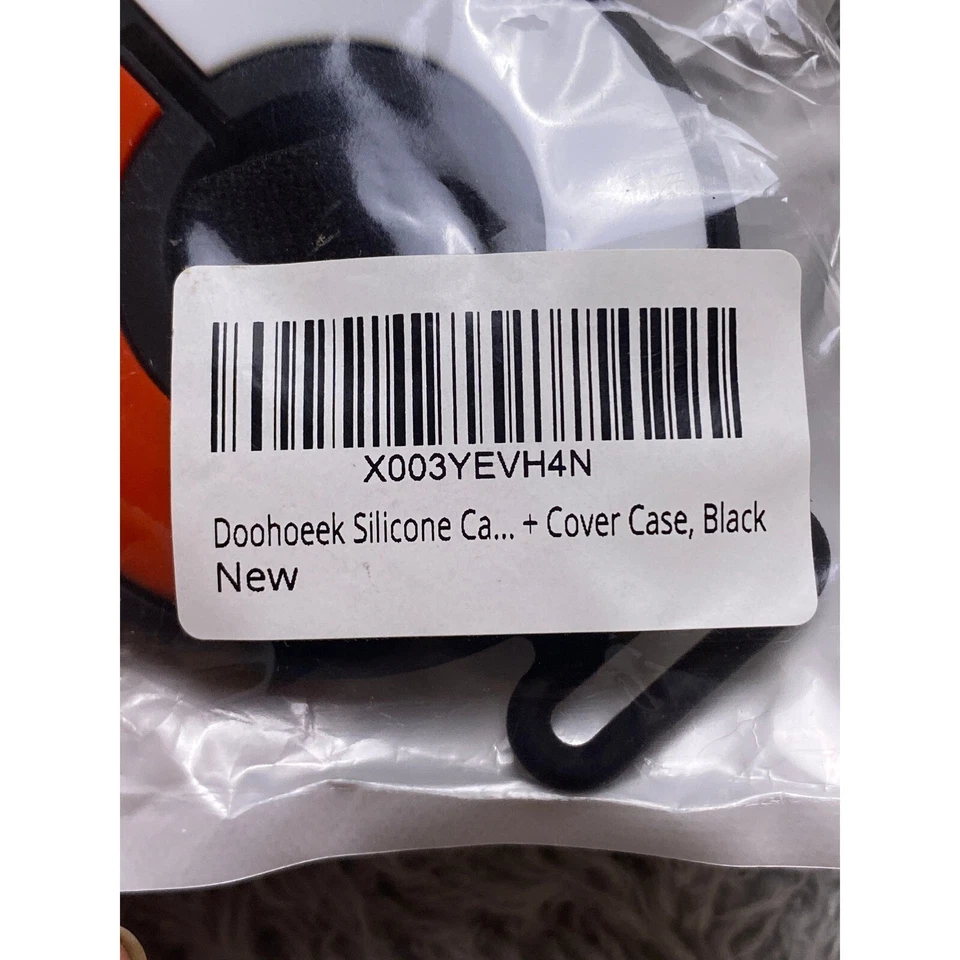 X003YEVH4N
Doohoeek Silicone Ca... + Cover Case, Black
New